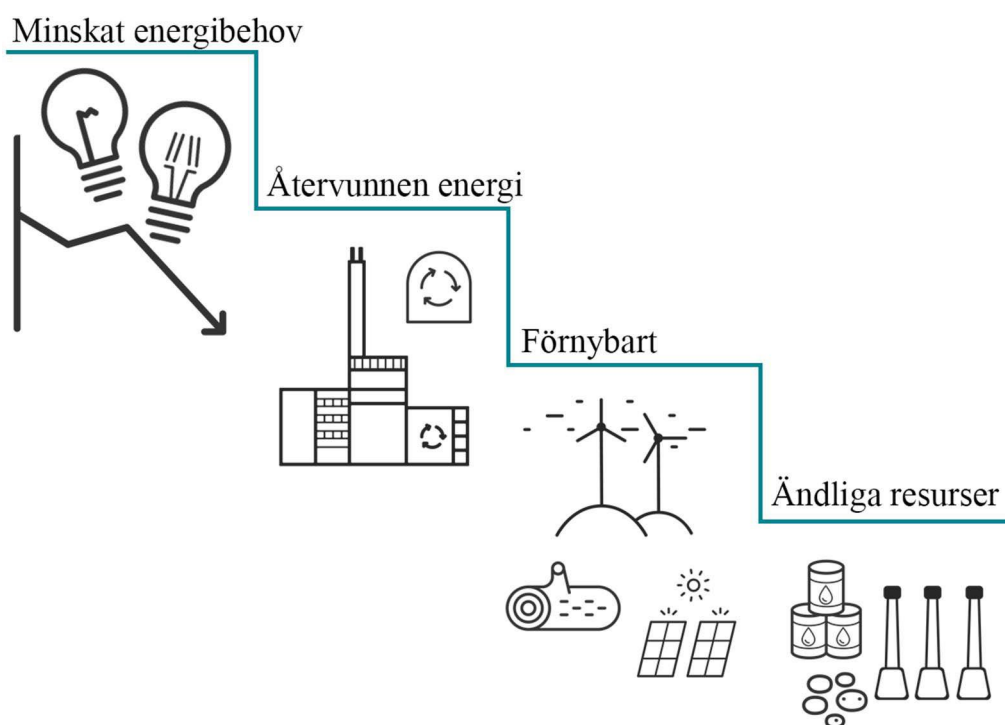 Minskat energibehov
Återvunnen energi
Förnybart
Ändliga resurser